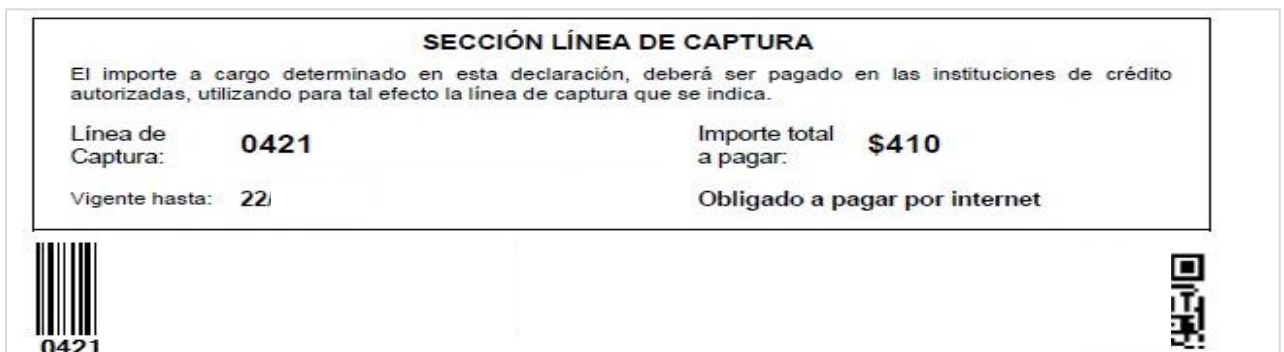 SECCIÓN LÍNEA DE CAPTURA
El importe a cargo determinado en esta declaración, deberá ser pagado en las instituciones de crédito
autorizadas, utilizando para tal efecto la línea de captura que se indica.
Línea de
Captura:
0421
Importe total
a pagar:
$410
Vigente hasta: 22/
Obligado a pagar por internet
0421